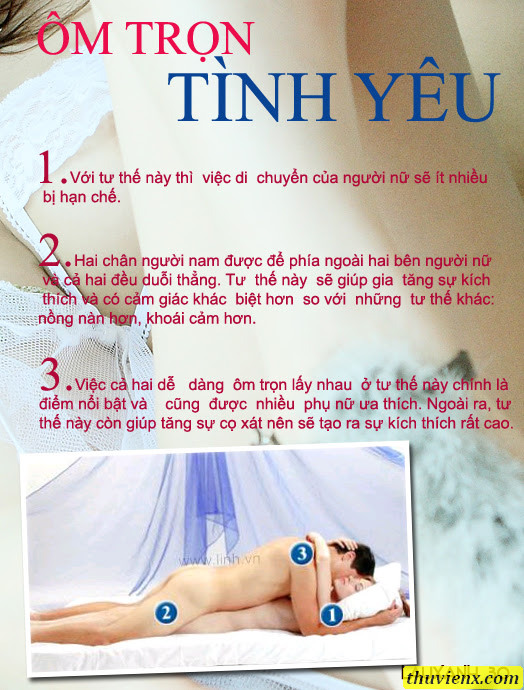 ÔM TRỌN
TÌNH YÊU
1. Với tư thế này thì việc di chuyển của người nữ sẽ ít nhiều
bị hạn chế.
2. Hai chân người nam được để phía ngoài hai bên người nữ
và cả hai đều duỗi thẳng. Tư thế này sẽ giúp gia tăng sự kích
thích và có cảm giác khác biệt hơn so với những tư thế khác:
nồng nàn hơn, khoái cảm hơn.
3. Việc cả hai dễ dàng ôm trọn lấy nhau ở tư thế này chính là
điểm nổi bật và cũng được nhiều phụ nữ ưa thích. Ngoài ra, tư
thế này còn giúp tăng sự cọ xát nên sẽ tạo ra sự kích thích rất cao.
www.linh.vn
3
2
1
thuvienx.com